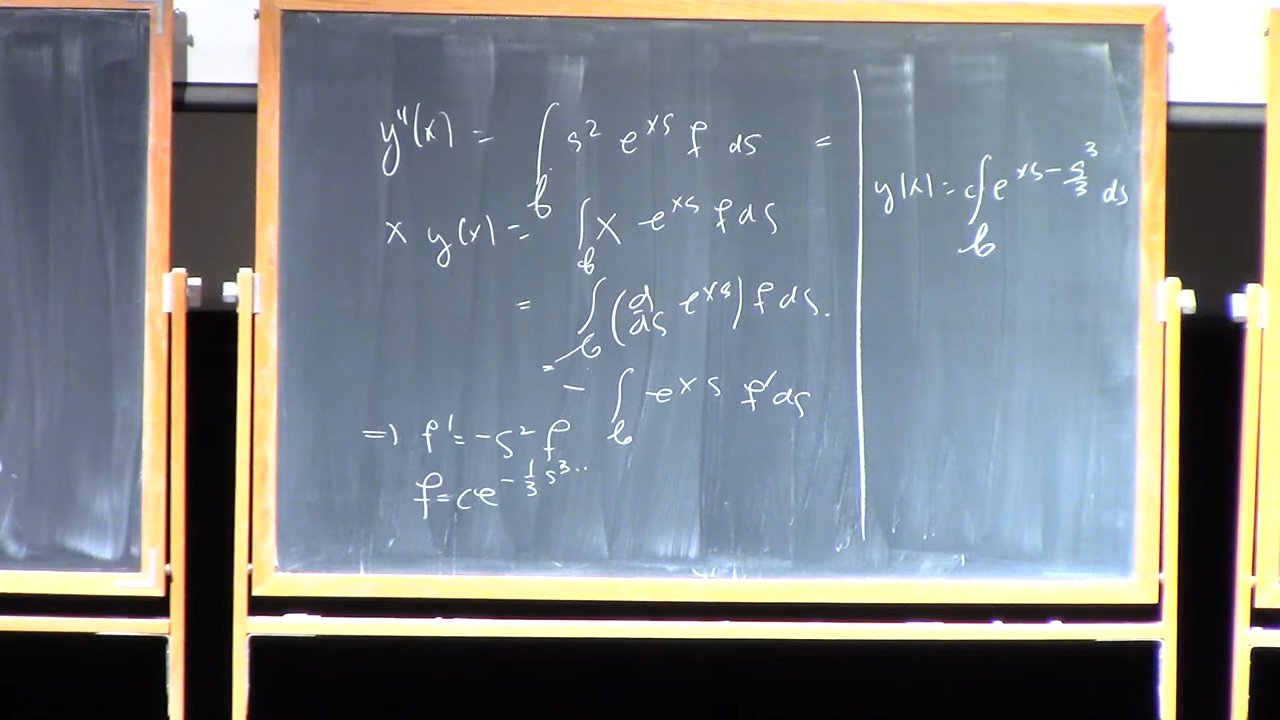 y''(x) = ∫_𝒞 s² e^{xs} f ds =
x y(x) = ∫_𝒞 x e^{xs} f ds
= ∫_𝒞 (d/ds e^{xs}) f ds.
= - ∫_𝒞 e^{xs} f' ds
⇒ f' = -s² f
f = ce^{-1/3 s³}..
y(x) = c∫_𝒞 e^{xs - s³/3} ds